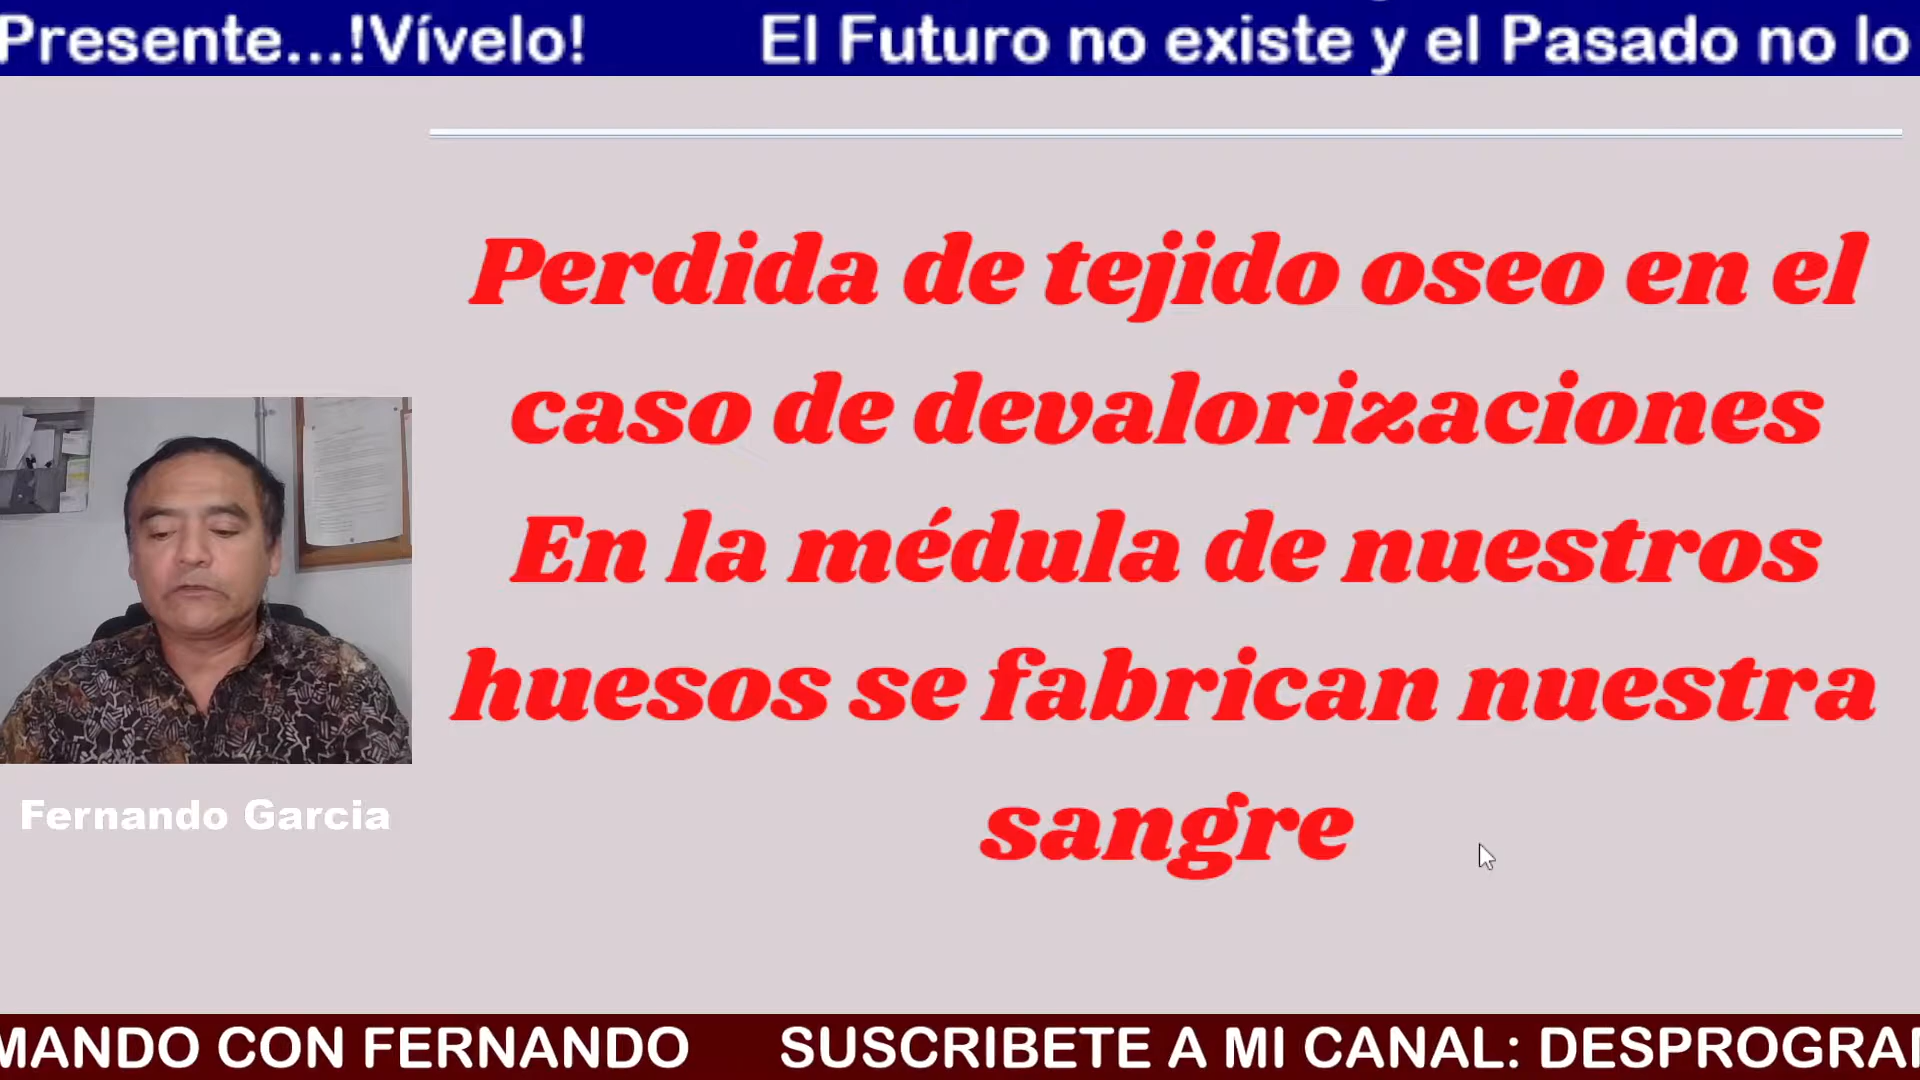 Presente...!Vívelo! El Futuro no existe y el Pasado no lo
Perdida de tejido oseo en el
caso de devalorizaciones
En la médula de nuestros
huesos se fabrican nuestra
sangre
Fernando Garcia
MANDO CON FERNANDO SUSCRIBETE A MI CANAL: DESPROGRAM